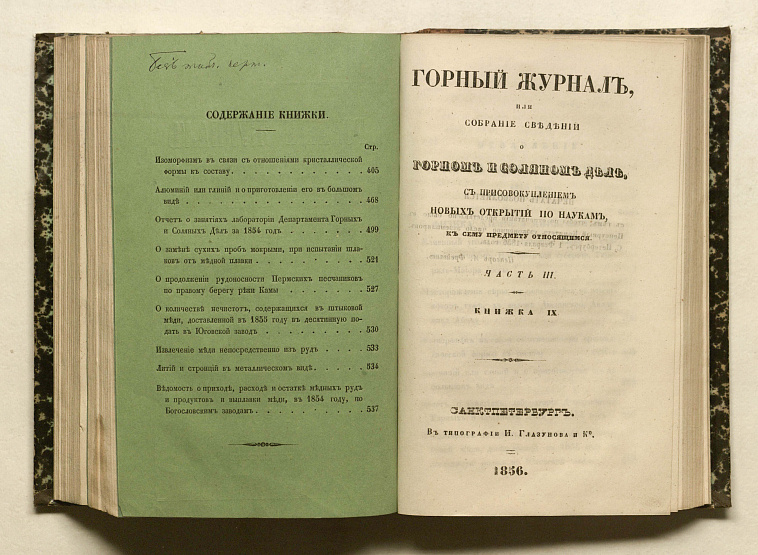 Безъ табл. черт.
СОДЕРЖАНІЕ КНИЖКИ.
Стр.
Изоморфизмъ въ связи съ отношеніями кристаллической
формы къ составу . . . . . . . . . . . . 405
Алюминій или глиній и о приготовленіи его въ большомъ
видѣ . . . . . . . . . . . . . . . . . . 468
Отчетъ о занятіяхъ лабораторіи Департамента Горныхъ
и Соляныхъ Дѣлъ за 1854 годъ . . . . . . . . 499
О замѣнѣ сухихъ пробъ мокрыми, при испытаніи шла-
ковъ отъ мѣдной плавки . . . . . . . . . . 521
О продолженіи рудоносности Пермскихъ песчаниковъ
по правому берегу рѣки Камы . . . . . . . 527
О количествѣ нечистотъ, содержащихся въ штыковой
мѣди, доставленной въ 1855 году въ десятинную по-
дать въ Юговской заводъ . . . . . . . . . . 530
Извлеченіе мѣди непосредственно изъ рудъ . . . . 533
Литій и стронцій въ металлическомъ видѣ . . . . . 534
Вѣдомость о приходѣ, расходѣ и остаткѣ мѣдныхъ рудъ
и продуктовъ и выплавки мѣди, въ 1854 году, по
Богословскимъ заводамъ . . . . . . . . . . 537
ГОРНЫЙ ЖУРНАЛЪ,
ИЛИ
СОБРАНІЕ СВѢДѢНІЙ
О
ГОРНОМЪ И СОЛЯНОМЪ ДѢЛѢ,
СЪ ПРИСОВОКУПЛЕНІЕМЪ
НОВЫХЪ ОТКРЫТІЙ ПО НАУКАМЪ,
КЪ СЕМУ ПРЕДМЕТУ ОТНОСЯЩИМСЯ.
ЧАСТЬ III.
КНИЖКА IX.
САНКТПЕТЕРБУРГЪ.
Въ типографіи И. Глазунова и Кº.
1856.